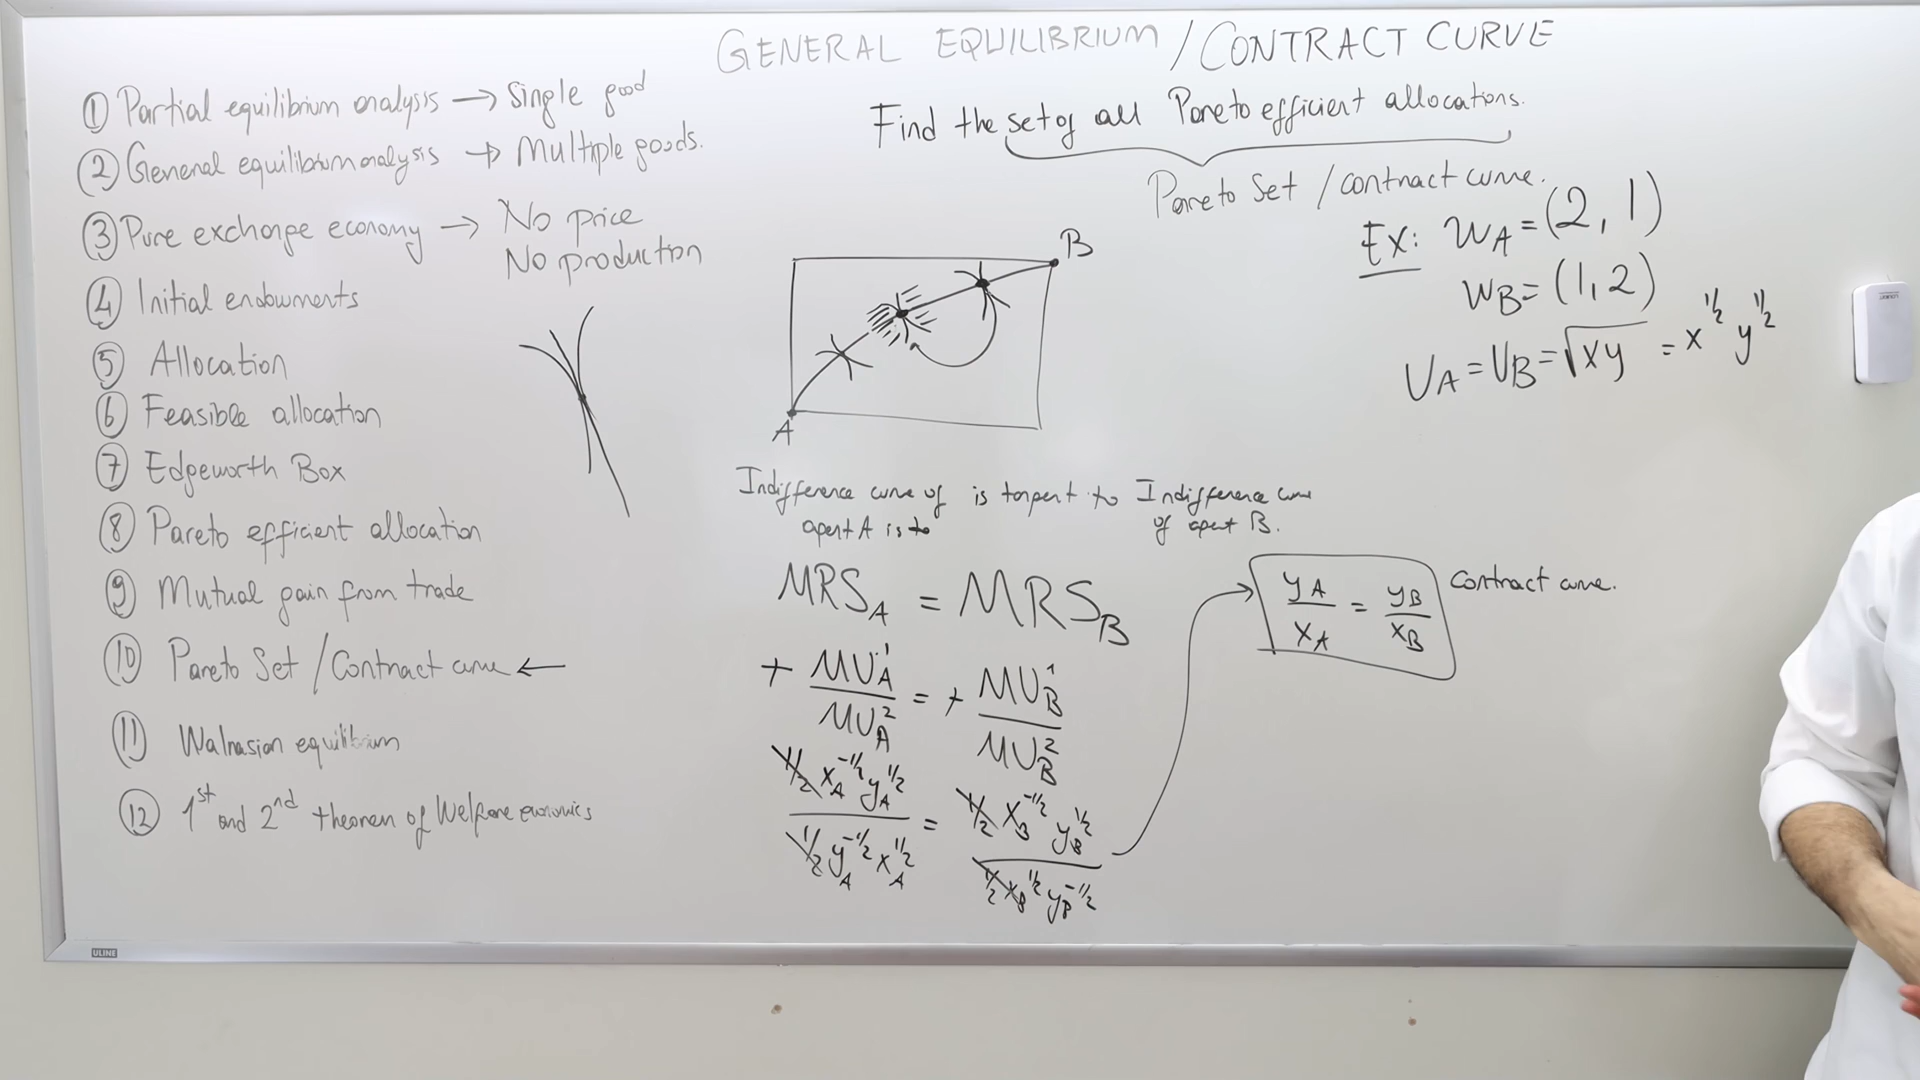 GENERAL EQUILIBRIUM / CONTRACT CURVE
① Partial equilibrium analysis → Single good
② General equilibrium analysis → Multiple goods.
③ Pure exchange economy → No price
No production
④ Initial endowments
⑤ Allocation
⑥ Feasible allocation
⑦ Edgeworth Box
⑧ Pareto efficient allocation
⑨ Mutual gain from trade
⑩ Pareto Set / Contract curve ←
⑪ Walrasian equilibrium
⑫ 1st and 2nd theorem of Welfare economics
Find the set of all Pareto efficient allocations.
Pareto Set / contract curve.
B
A
Ex: WA = (2, 1)
WB = (1, 2)
UA = UB = √xy = x^1/2 y^1/2
Indifference curve of is tangent to Indifference curve
agent A is to of agent B.
MRS_A = MRS_B
+ MU_A^1 / MU_A^2 = + MU_B^1 / MU_B^2
1/2 x_A^-1/2 y_A^1/2 / 1/2 y_A^-1/2 x_A^1/2 = 1/2 x_B^-1/2 y_B^1/2 / 1/2 x_B^1/2 y_B^-1/2
y_A / x_A = y_B / x_B Contract curve.
ULINE